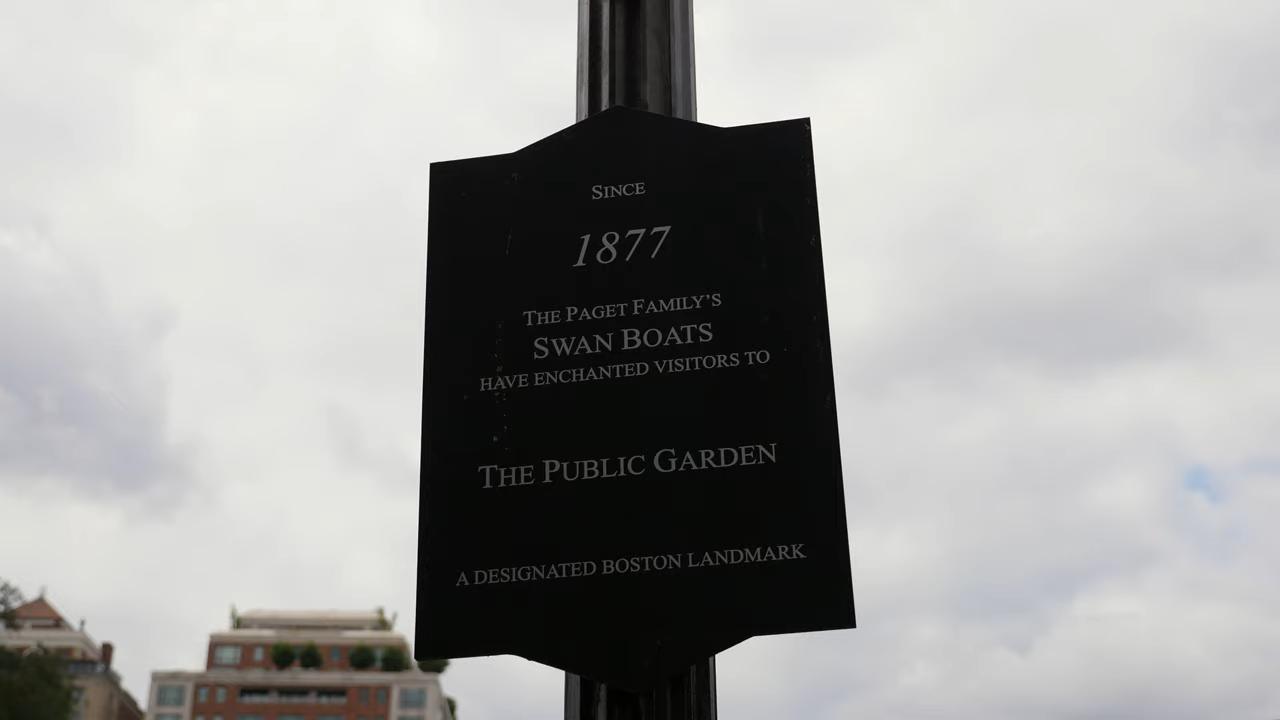 SINCE
1877
THE PAGET FAMILY'S
SWAN BOATS
HAVE ENCHANTED VISITORS TO
THE PUBLIC GARDEN
A DESIGNATED BOSTON LANDMARK